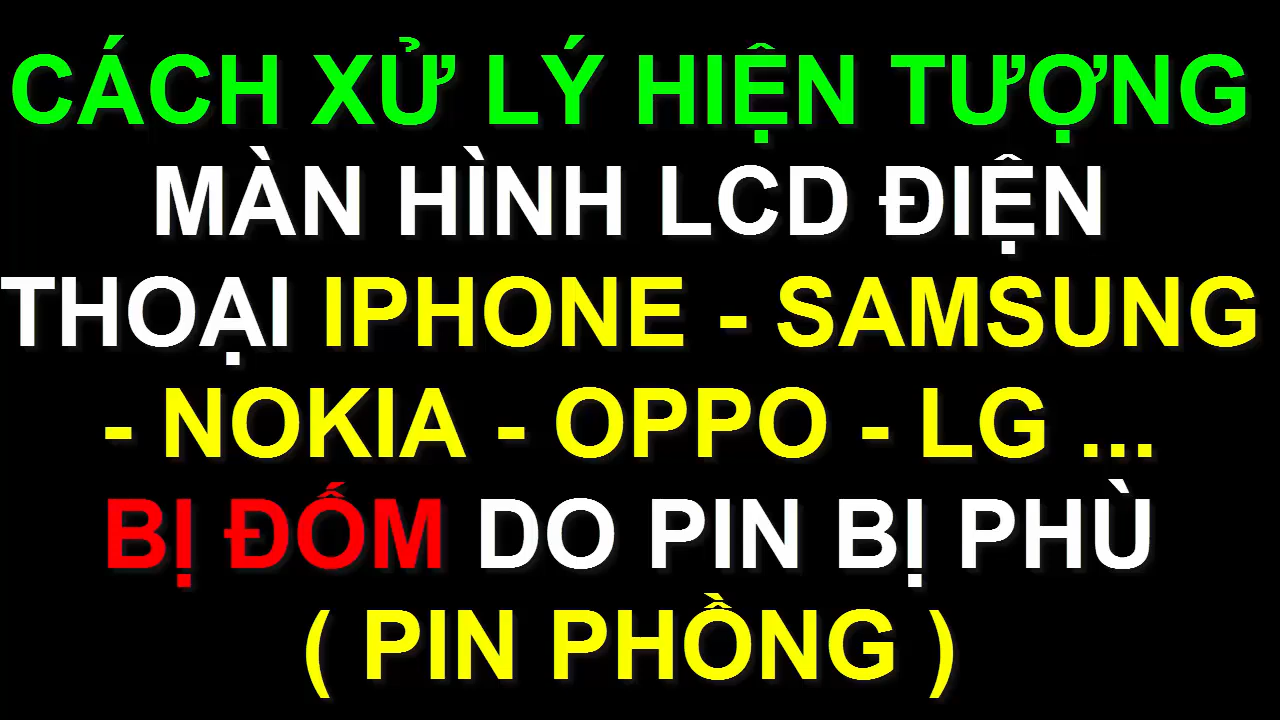 CÁCH XỬ LÝ HIỆN TƯỢNG
MÀN HÌNH LCD ĐIỆN
THOẠI IPHONE - SAMSUNG
- NOKIA - OPPO - LG ...
BỊ ĐỐM DO PIN BỊ PHÙ
( PIN PHỒNG )